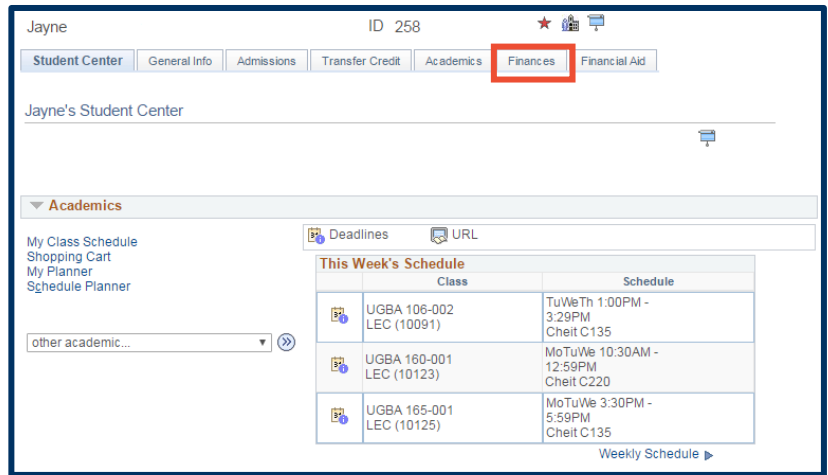 Jayne ID 258
Student Center General Info Admissions Transfer Credit Academics Finances Financial Aid
Jayne's Student Center
Academics
My Class Schedule
Shopping Cart
My Planner
Schedule Planner
other academic...
Deadlines URL
This Week's Schedule
Class Schedule
UGBA 106-002
LEC (10091)
TuWeTh 1:00PM -
3:29PM
Cheit C135
UGBA 160-001
LEC (10123)
MoTuWe 10:30AM -
12:59PM
Cheit C220
UGBA 165-001
LEC (10125)
MoTuWe 3:30PM -
5:59PM
Cheit C135
Weekly Schedule